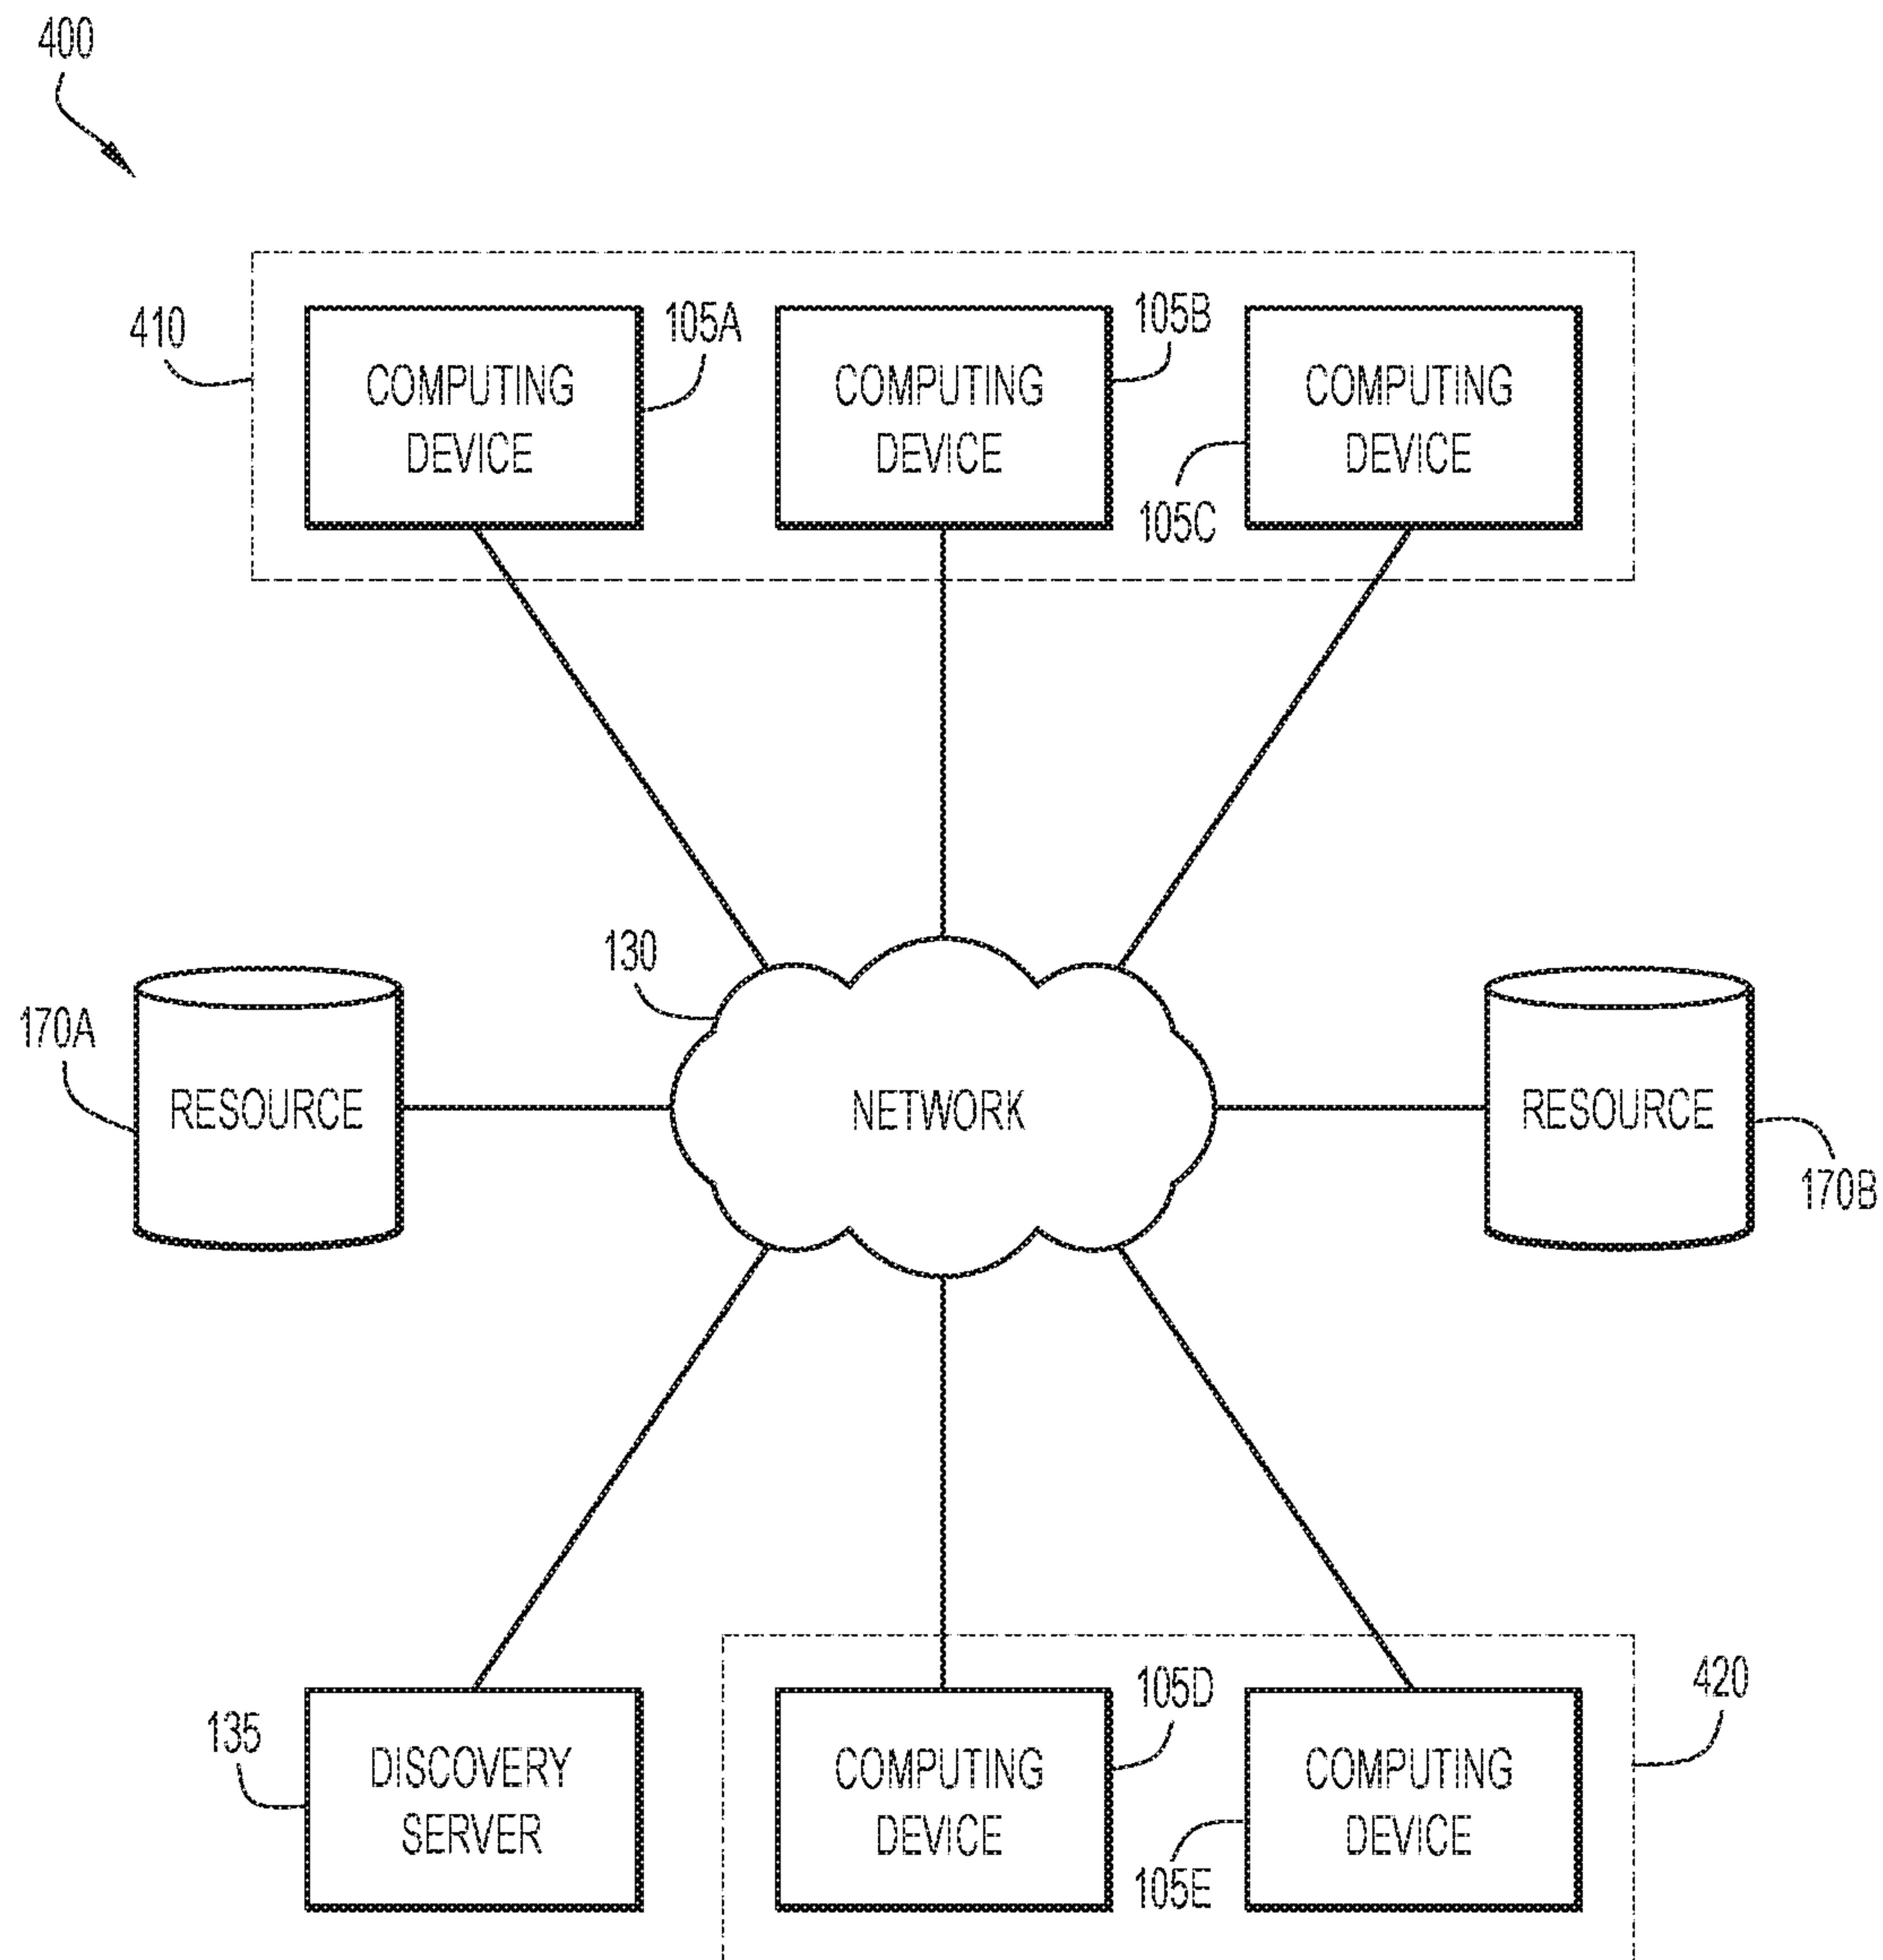 400
410
COMPUTING
DEVICE
105A
COMPUTING
DEVICE
105B
COMPUTING
DEVICE
105C
130
170A
RESOURCE
NETWORK
RESOURCE
170B
135
DISCOVERY
SERVER
COMPUTING
DEVICE
105D
COMPUTING
DEVICE
105E
420